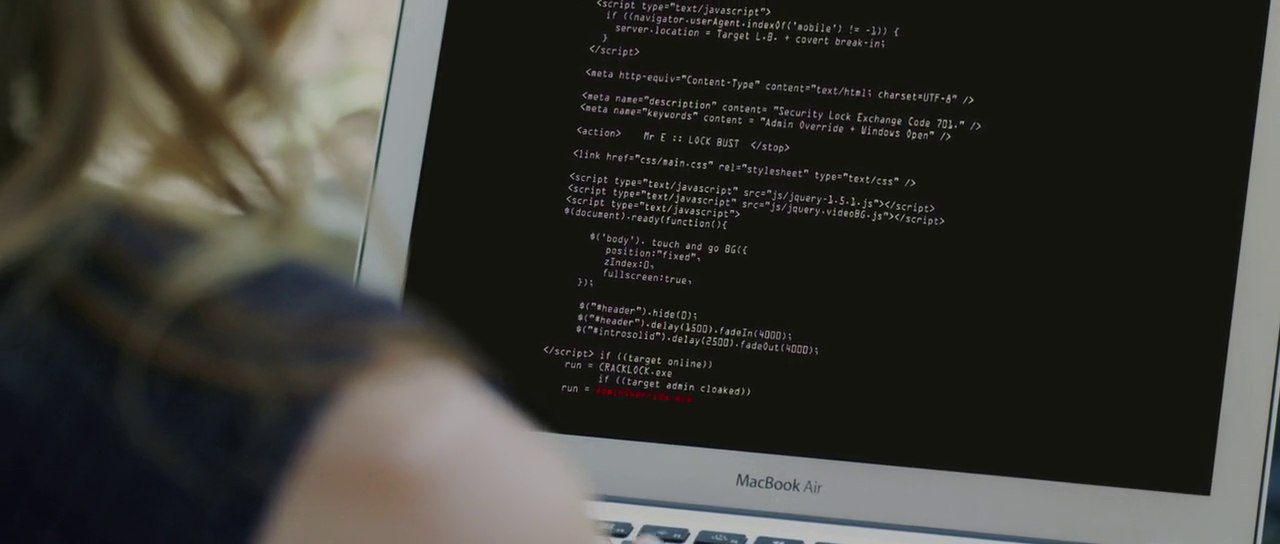 <script type="text/javascript">
if ((navigator.userAgent.indexOf('mobile') != -1)) {
server.location = Target L.B. + covert break-in;
}
</script>
<meta http-equiv="Content-Type" content="text/html; charset=UTF-8" />
<meta name="description" content= "Security Lock Exchange Code 701." />
<meta name="keywords" content = "Admin Override + Windows Open" />
<action> Mr E :: LOCK BUST </stop>
<link href="css/main.css" rel="stylesheet" type="text/css" />
<script type="text/javascript" src="js/jquery-1.5.1.js"></script>
<script type="text/javascript" src="js/jquery.videoBG.js"></script>
<script type="text/javascript">
$(document).ready(function(){
$('body'). touch and go BG({
position:"fixed",
zIndex:0,
fullscreen:true,
});
$("#header").hide(0);
$("#header").delay(1500).fadeIn(4000);
$("#introsolid").delay(2500).fadeOut(4000);
</script> if ((target online))
run = CRACKLOCK.exe
if ((target admin cloaked))
run =
MacBook Air